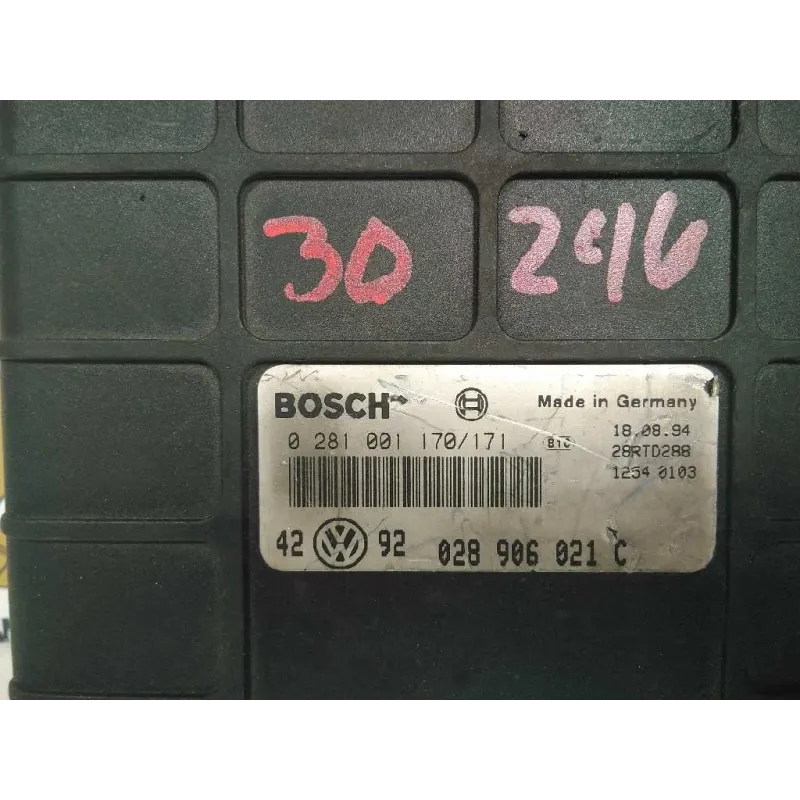 30 246
BOSCH Made in Germany
0 281 001 170/171 18.08.94
28RTD288
1254 0103
42 92 028 906 021 C